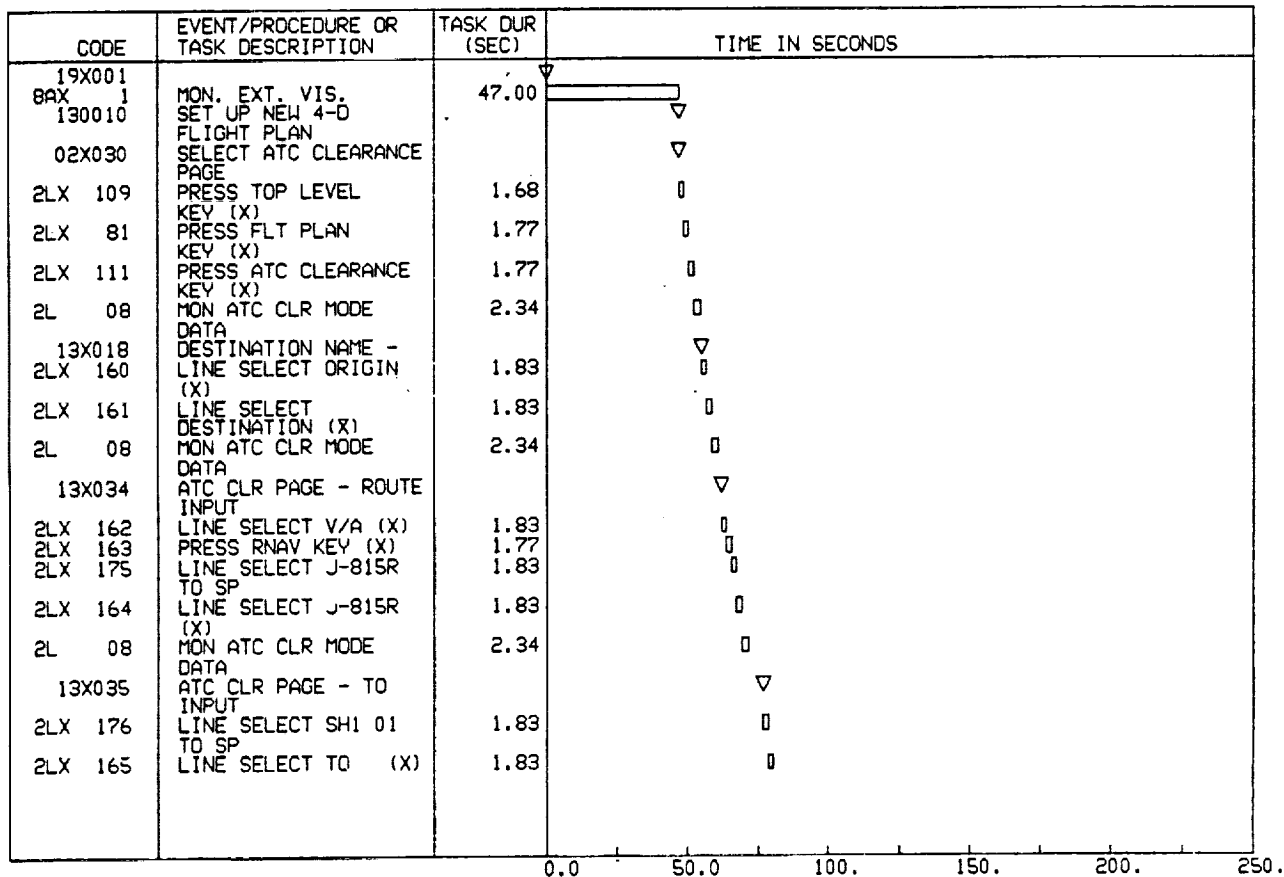 CODE EVENT/PROCEDURE OR TASK DESCRIPTION TASK DUR (SEC) TIME IN SECONDS
19X001
8AX 1 MON. EXT. VIS. 47.00
130010 SET UP NEW 4-D
FLIGHT PLAN
02X030 SELECT ATC CLEARANCE
PAGE
2LX 109 PRESS TOP LEVEL 1.68
KEY (X)
2LX 81 PRESS FLT PLAN 1.77
KEY (X)
2LX 111 PRESS ATC CLEARANCE 1.77
KEY (X)
2L 08 MON ATC CLR MODE 2.34
DATA
13X018 DESTINATION NAME -
2LX 160 LINE SELECT ORIGIN 1.83
(X)
2LX 161 LINE SELECT 1.83
DESTINATION (X)
2L 08 MON ATC CLR MODE 2.34
DATA
13X034 ATC CLR PAGE - ROUTE
INPUT
2LX 162 LINE SELECT V/A (X) 1.83
2LX 163 PRESS RNAV KEY (X) 1.77
2LX 175 LINE SELECT J-815R 1.83
TO SP
2LX 164 LINE SELECT J-815R 1.83
(X)
2L 08 MON ATC CLR MODE 2.34
DATA
13X035 ATC CLR PAGE - TO
INPUT
2LX 176 LINE SELECT SH1 01 1.83
TO SP
2LX 165 LINE SELECT TO (X) 1.83
0.0 50.0 100. 150. 200. 250.